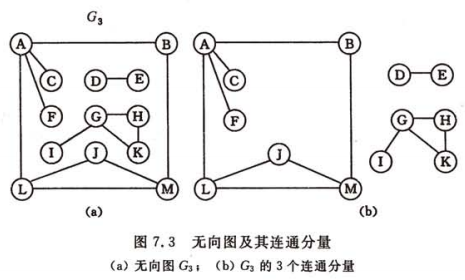 G₃
A B A B
C D E C D E
F G H F G H
I J K J I K
L M L M
(a) (b)
图 7.3 无向图及其连通分量
(a) 无向图 G₃； (b) G₃ 的 3 个连通分量